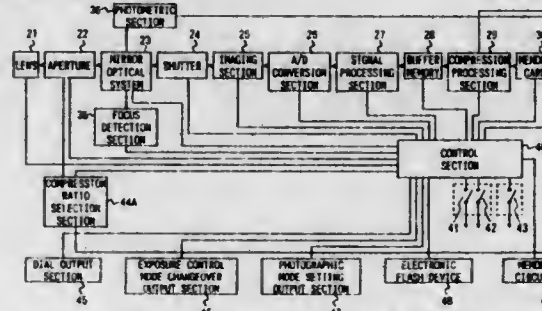 36
PHOTOMETRIC
SECTION
21
22
23
24
25
26
27
28
29
LENS
APERTURE
MIRROR
OPTICAL
SYSTEM
SHUTTER
IMAGING
SECTION
A/D
CONVERSION
SECTION
SIGNAL
PROCESSING
SECTION
BUFFER
MEMORY
COMPRESSION
PROCESSING
SECTION
FOCUS
DETECTION
SECTION
CONTROL
SECTION
COMPRESSION
RATIO
SELECTION
SECTION
44A
41
42
43
DIAL OUTPUT
SECTION
EXPOSURE CONTROL
MODE CHANGEOVER
OUTPUT SECTION
PHOTOGRAPHIC
MODE SETTING
OUTPUT SECTION
ELECTRONIC
FLASH DEVICE
45
48